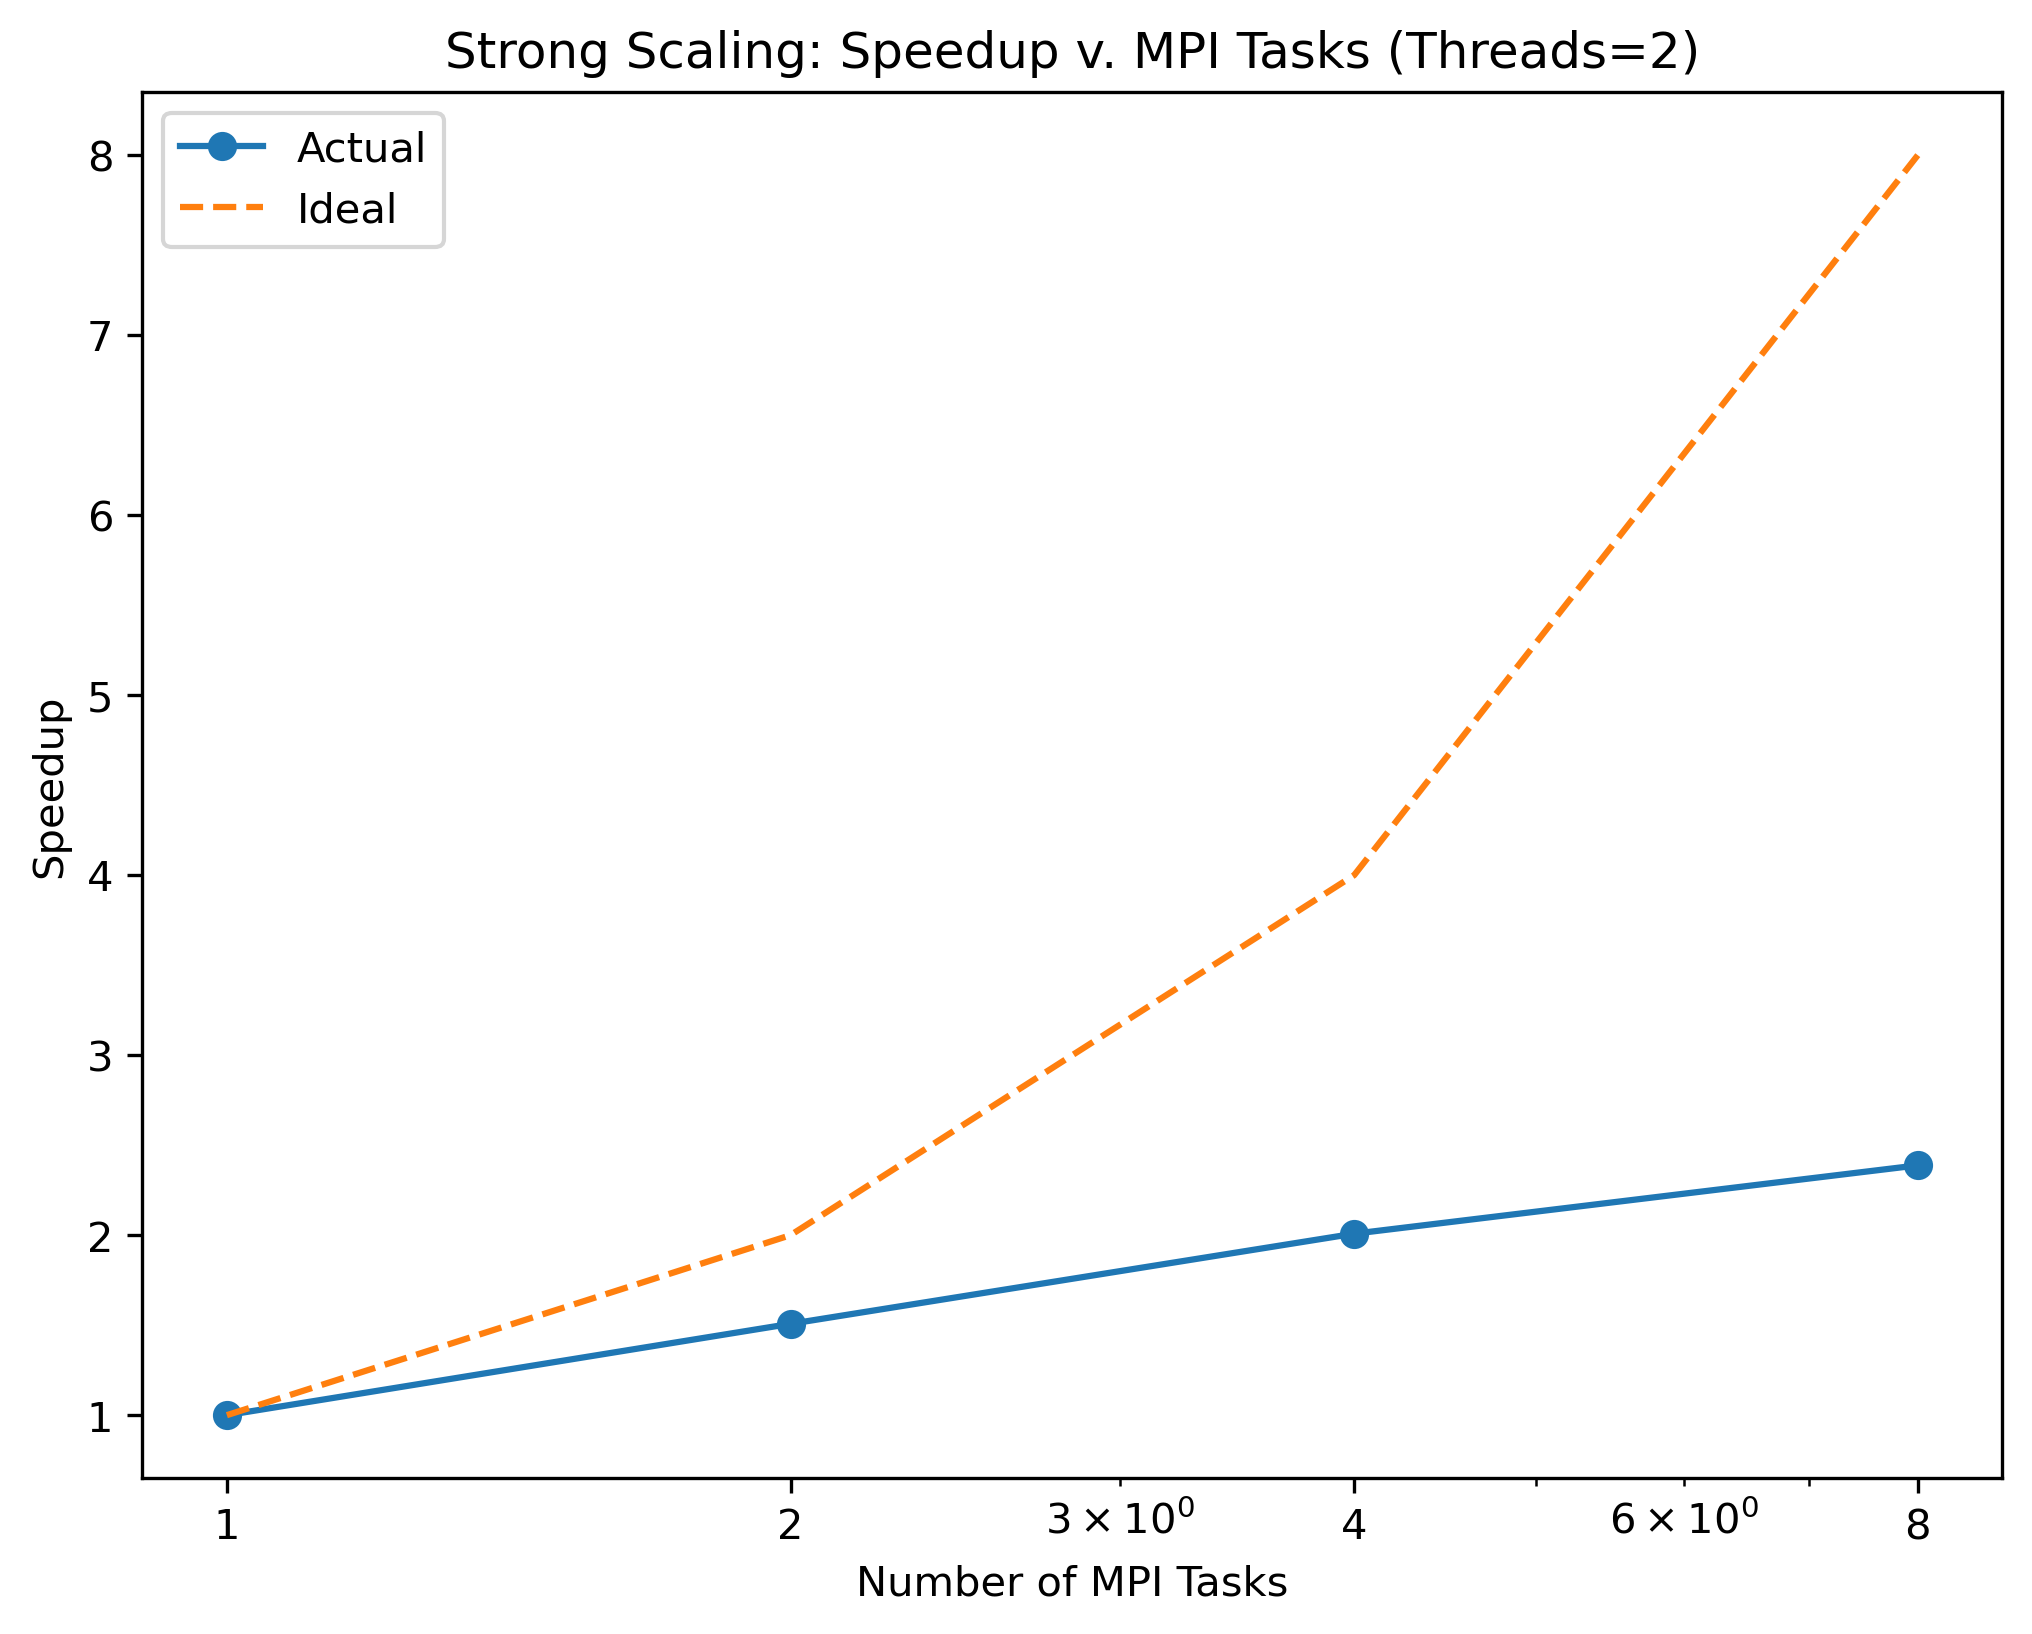 Strong Scaling: Speedup v. MPI Tasks (Threads=2)
Actual
Ideal
8
7
6
5
4
3
2
1
Speedup
1
2
3 × 10⁰
4
6 × 10⁰
8
Number of MPI Tasks